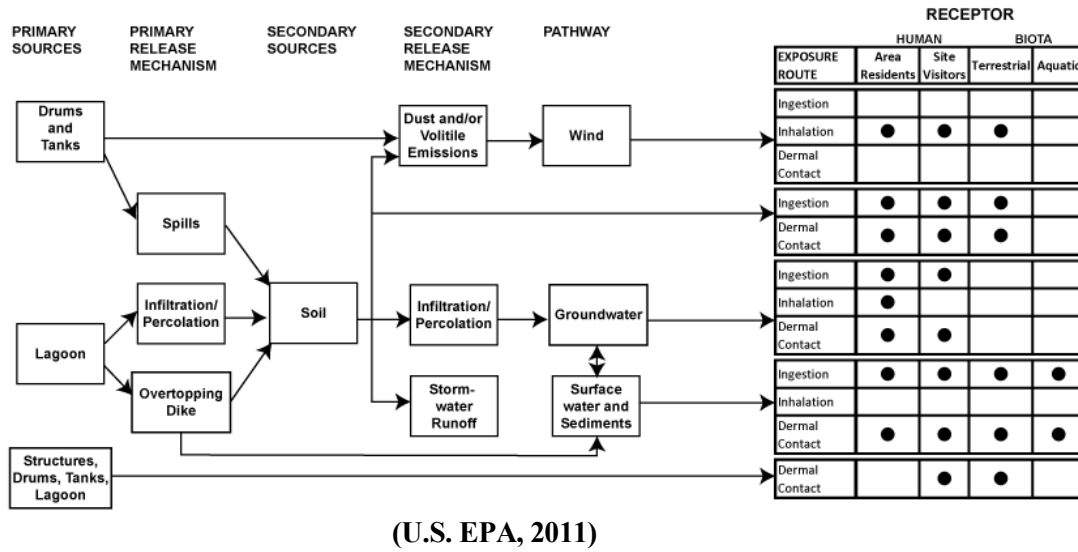 RECEPTOR
PRIMARY
SOURCES
PRIMARY
RELEASE
MECHANISM
SECONDARY
SOURCES
SECONDARY
RELEASE
MECHANISM
PATHWAY
HUMAN
BIOTA
EXPOSURE
ROUTE
Area
Residents
Site
Visitors
Terrestrial
Aquatic
Drums
and
Tanks
Dust and/or
Volitile
Emissions
Wind
Ingestion
Inhalation
Dermal
Contact
Spills
Ingestion
Dermal
Contact
Lagoon
Infiltration/
Percolation
Soil
Infiltration/
Percolation
Groundwater
Ingestion
Inhalation
Dermal
Contact
Overtopping
Dike
Storm-
water
Runoff
Surface
water and
Sediments
Ingestion
Inhalation
Dermal
Contact
Structures,
Drums, Tanks,
Lagoon
Dermal
Contact
(U.S. EPA, 2011)